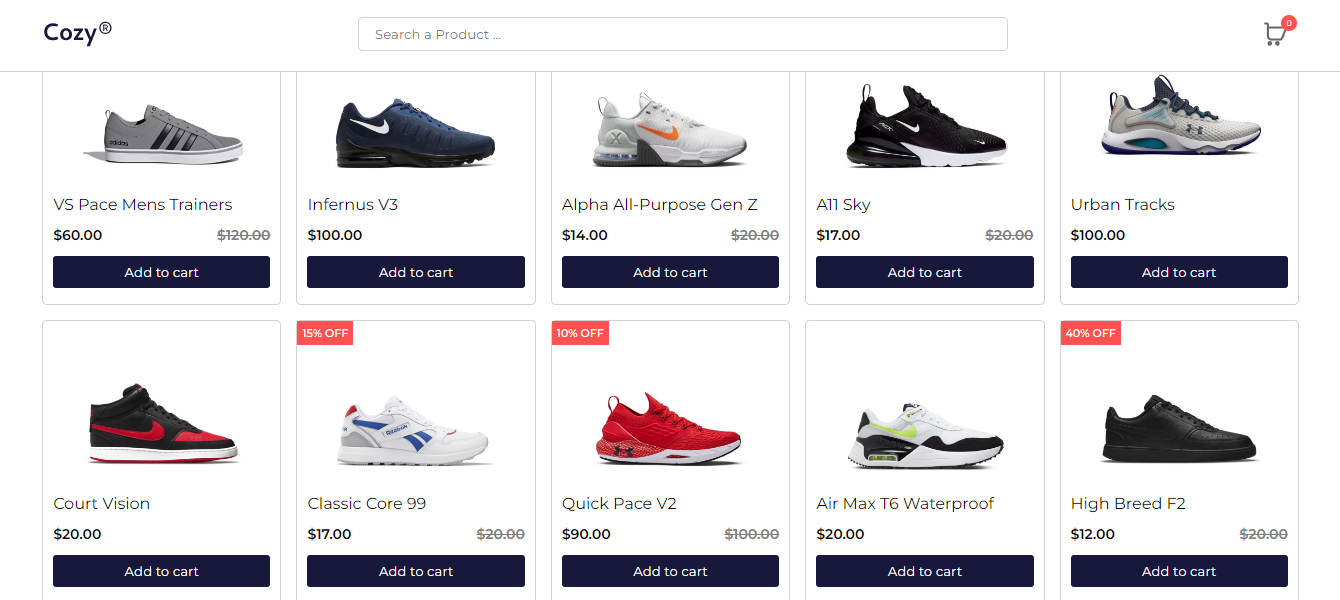 Cozy®
Search a Product ...
0
adidas
VS Pace Mens Trainers
$60.00 $120.00
Add to cart
Infernus V3
$100.00
Add to cart
Alpha All-Purpose Gen Z
$14.00 $20.00
Add to cart
A11 Sky
$17.00 $20.00
Add to cart
Urban Tracks
$100.00
Add to cart
Court Vision
$20.00
Add to cart
15% OFF
Reebok
Classic Core 99
$17.00 $20.00
Add to cart
10% OFF
Quick Pace V2
$90.00 $100.00
Add to cart
Air Max T6 Waterproof
$20.00
Add to cart
40% OFF
High Breed F2
$12.00 $20.00
Add to cart